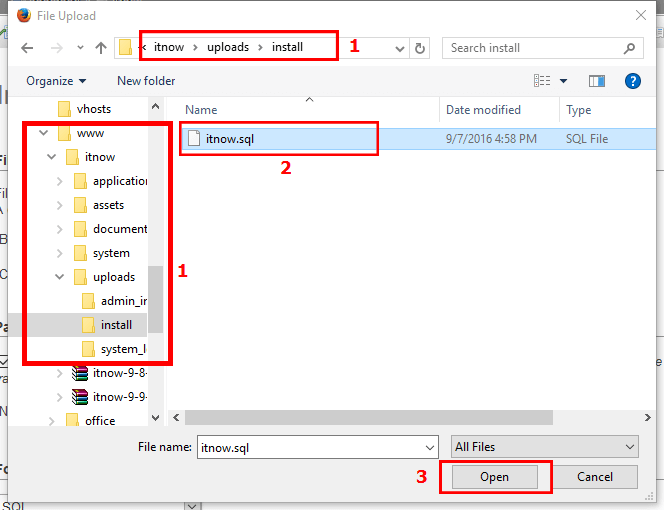 File Upload
« itnow › uploads › install
1
Search install
Organize
New folder
?
vhosts
www
itnow
application
assets
document
system
uploads
1
admin_in
install
system_l
itnow-9-8-
itnow-9-9-
office
Name
Date modified
Type
itnow.sql
9/7/2016 4:58 PM
SQL File
2
File name:
itnow.sql
All Files
3
Open
Cancel
SQL